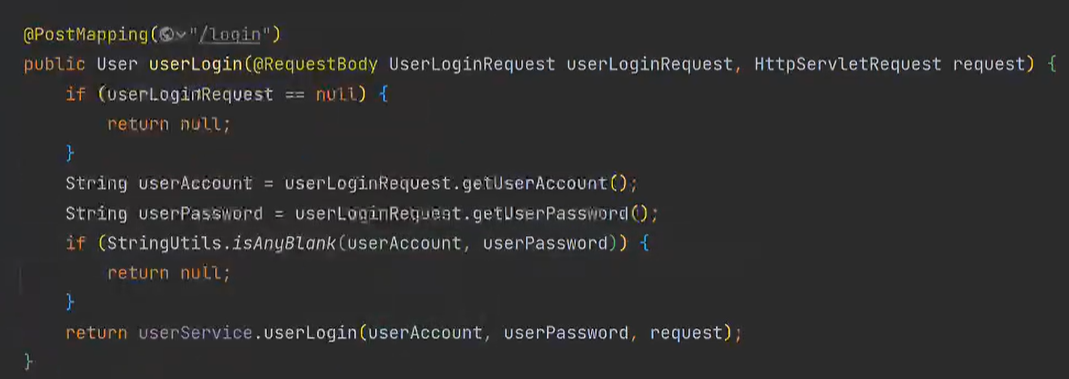 @PostMapping("/login")
public User userLogin(@RequestBody UserLoginRequest userLoginRequest, HttpServletRequest request) {
    if (userLoginRequest == null) {
        return null;
    }
    String userAccount = userLoginRequest.getUserAccount();
    String userPassword = userLoginRequest.getUserPassword();
    if (StringUtils.isAnyBlank(userAccount, userPassword)) {
        return null;
    }
    return userService.userLogin(userAccount, userPassword, request);
}